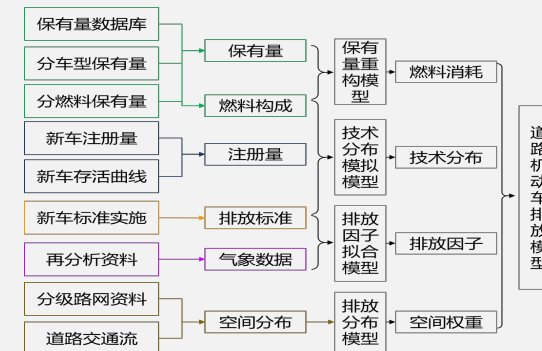 保有量数据库
分车型保有量
分燃料保有量
新车注册量
新车存活曲线
新车标准实施
再分析资料
分级路网资料
道路交通流
保有量
燃料构成
注册量
排放标准
气象数据
空间分布
保有
量重
构模
型
技术
分布
模拟
模型
排放
因子
拟合
模型
排放
分布
模型
燃料消耗
技术分布
排放因子
空间权重
道
路
机
动
车
排
放
模
型